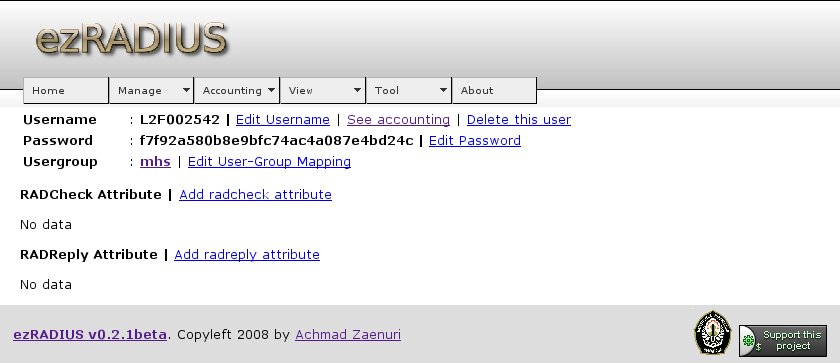 ezRADIUS
Home Manage Accounting View Tool About
Username : L2F002542 | Edit Username | See accounting | Delete this user
Password : f7f92a580b8e9bfc74ac4a087e4bd24c | Edit Password
Usergroup : mhs | Edit User-Group Mapping
RADCheck Attribute | Add radcheck attribute
No data
RADReply Attribute | Add radreply attribute
No data
ezRADIUS v0.2.1beta. Copyleft 2008 by Achmad Zaenuri
$ Support this
project